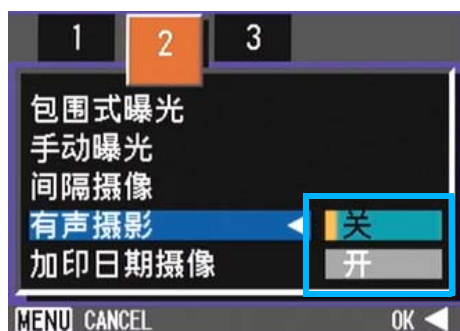 1 2 3
包围式曝光
手动曝光
间隔摄像
有声摄影 关
加印日期摄像 开
MENU CANCEL OK